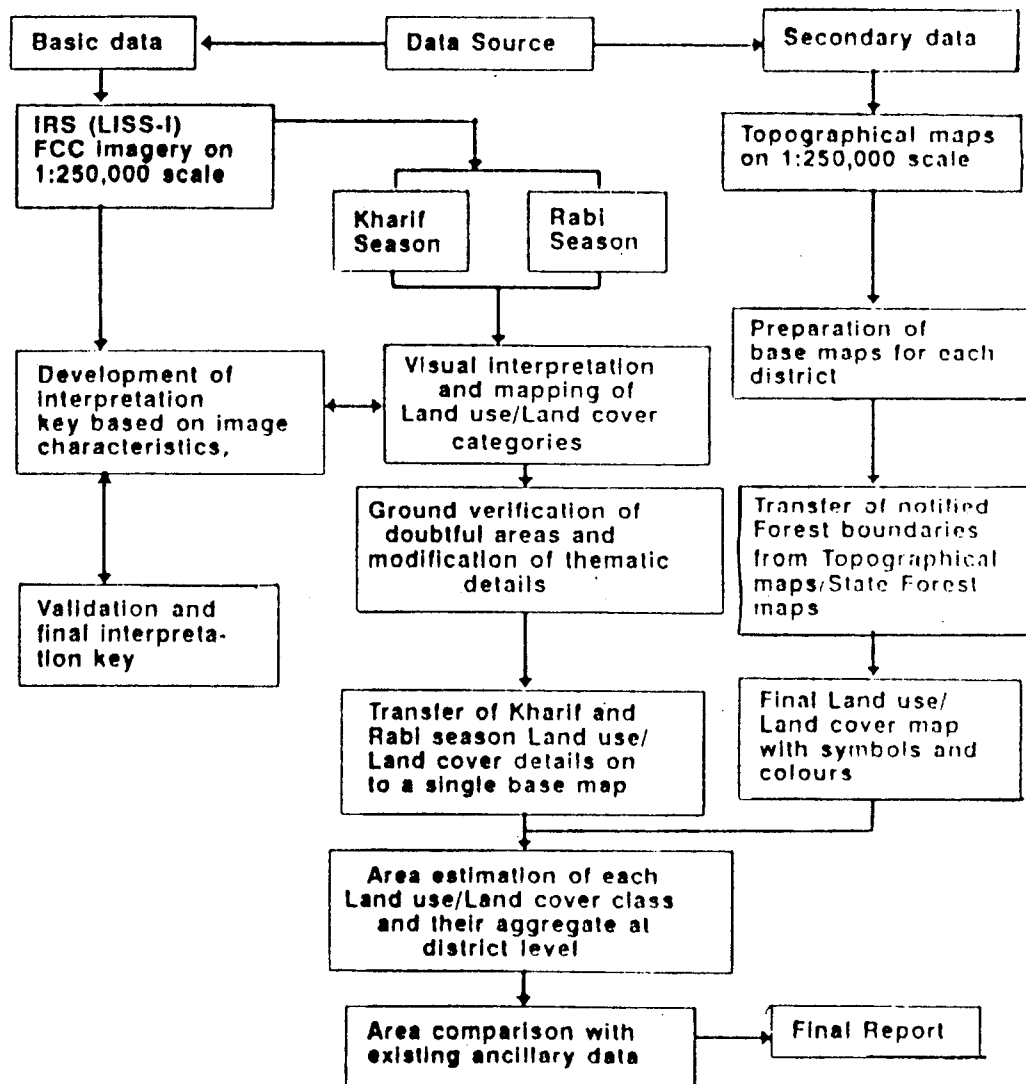 Basic data
Data Source
Secondary data
IRS (LISS-I)
FCC imagery on
1:250,000 scale
Topographical maps
on 1:250,000 scale
Kharif
Season
Rabi
Season
Preparation of
base maps for each
district
Development of
interpretation
key based on image
characteristics.
Visual interpretation
and mapping of
Land use/Land cover
categories
Ground verification of
doubtful areas and
modification of thematic
details
Transfer of notified
Forest boundaries
from Topographical
maps/State Forest
maps
Validation and
final interpreta-
tion key
Transfer of Kharif and
Rabi season Land use/
Land cover details on
to a single base map
Final Land use/
Land cover map
with symbols and
colours
Area estimation of each
Land use/Land cover class
and their aggregate at
district level
Area comparison with
existing ancillary data
Final Report